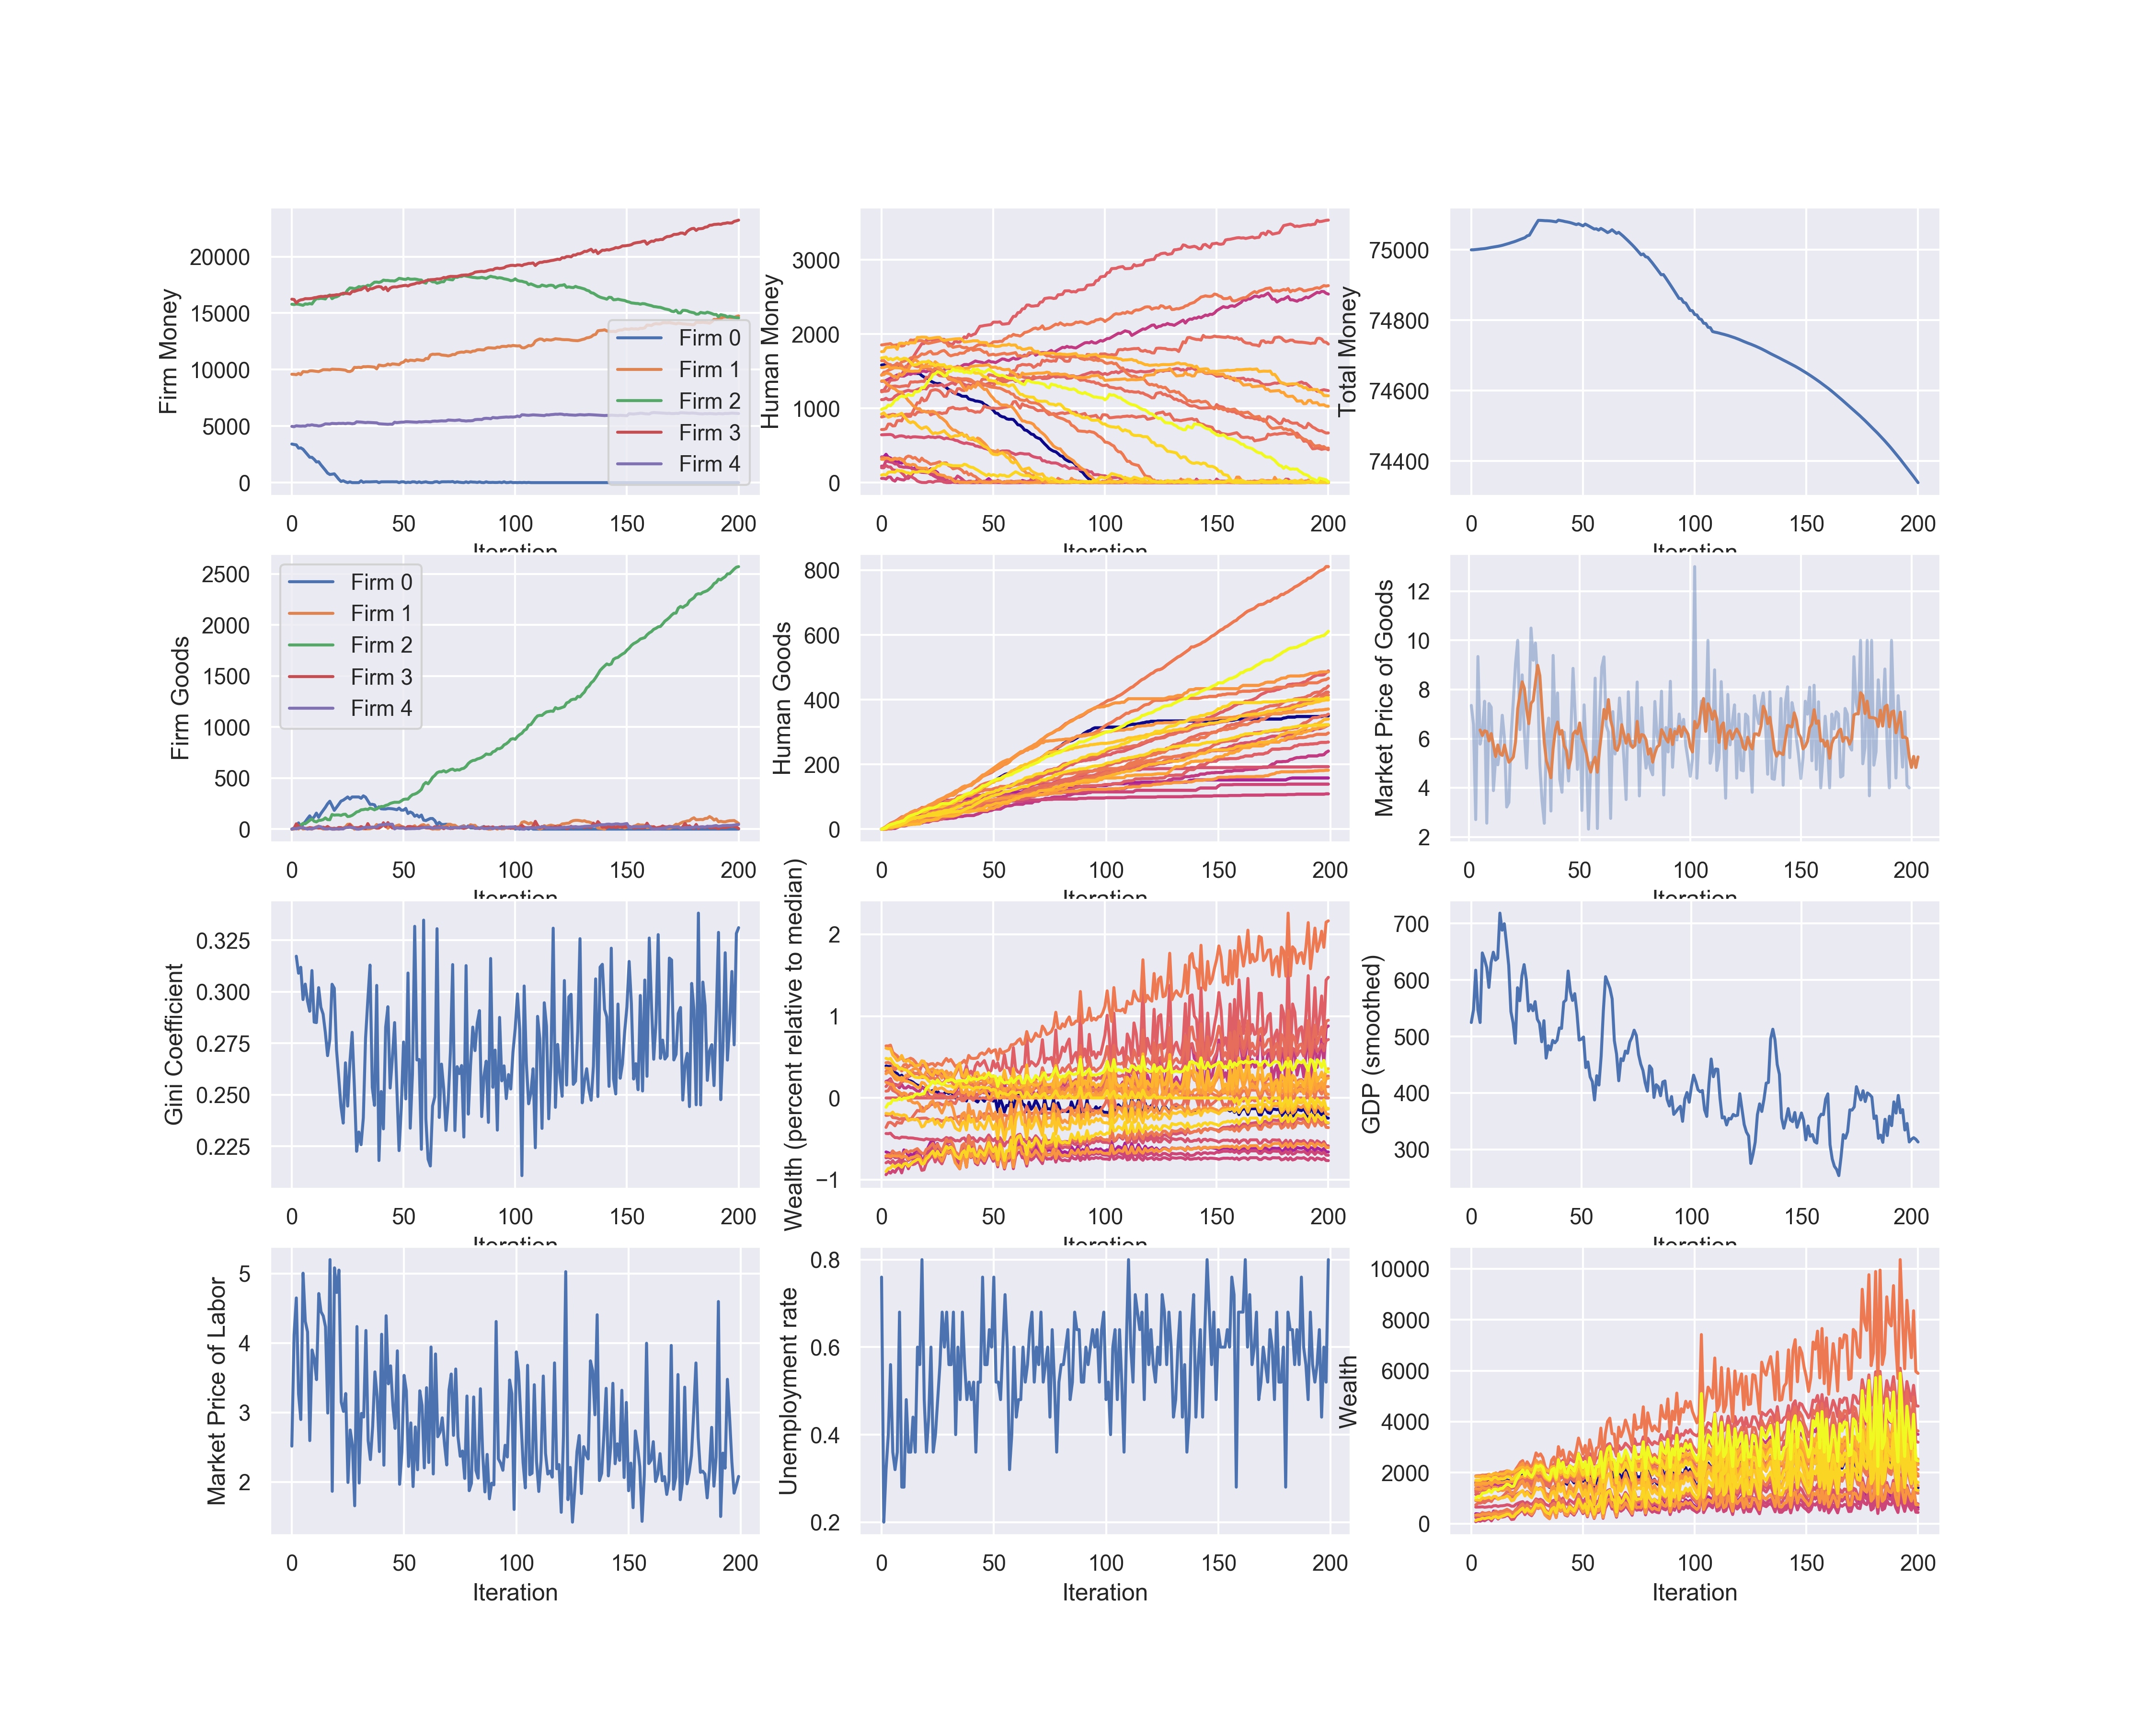 Firm Money
20000
15000
10000
5000
0
0 50 100 150 200
Iteration
Firm 0
Firm 1
Firm 2
Firm 3
Firm 4
Human Money
3000
2000
1000
0
0 50 100 150 200
Iteration
Total Money
75000
74800
74600
74400
0 50 100 150 200
Iteration
Firm Goods
2500
2000
1500
1000
500
0
0 50 100 150 200
Iteration
Firm 0
Firm 1
Firm 2
Firm 3
Firm 4
Human Goods
800
600
400
200
0
0 50 100 150 200
Iteration
Market Price of Goods
12
10
8
6
4
2
0 50 100 150 200
Iteration
Gini Coefficient
0.325
0.300
0.275
0.250
0.225
0 50 100 150 200
Iteration
Wealth (percent relative to median)
2
1
0
−1
0 50 100 150 200
Iteration
GDP (smoothed)
700
600
500
400
300
0 50 100 150 200
Iteration
Market Price of Labor
5
4
3
2
0 50 100 150 200
Iteration
Unemployment rate
0.8
0.6
0.4
0.2
0 50 100 150 200
Iteration
Wealth
10000
8000
6000
4000
2000
0
0 50 100 150 200
Iteration